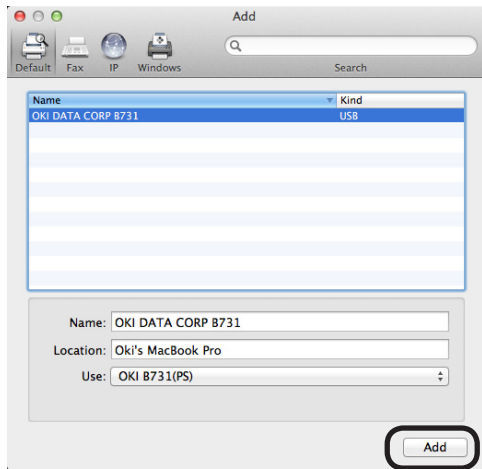 Add
Default Fax IP Windows Search
Name Kind
OKI DATA CORP B731 USB
Name: OKI DATA CORP B731
Location: Oki's MacBook Pro
Use: OKI B731(PS)
Add